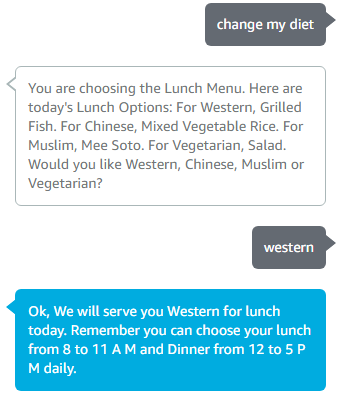 change my diet
You are choosing the Lunch Menu. Here are
today's Lunch Options: For Western, Grilled
Fish. For Chinese, Mixed Vegetable Rice. For
Muslim, Mee Soto. For Vegetarian, Salad.
Would you like Western, Chinese, Muslim or
Vegetarian?
western
Ok, We will serve you Western for lunch
today. Remember you can choose your lunch
from 8 to 11 A M and Dinner from 12 to 5 P
M daily.